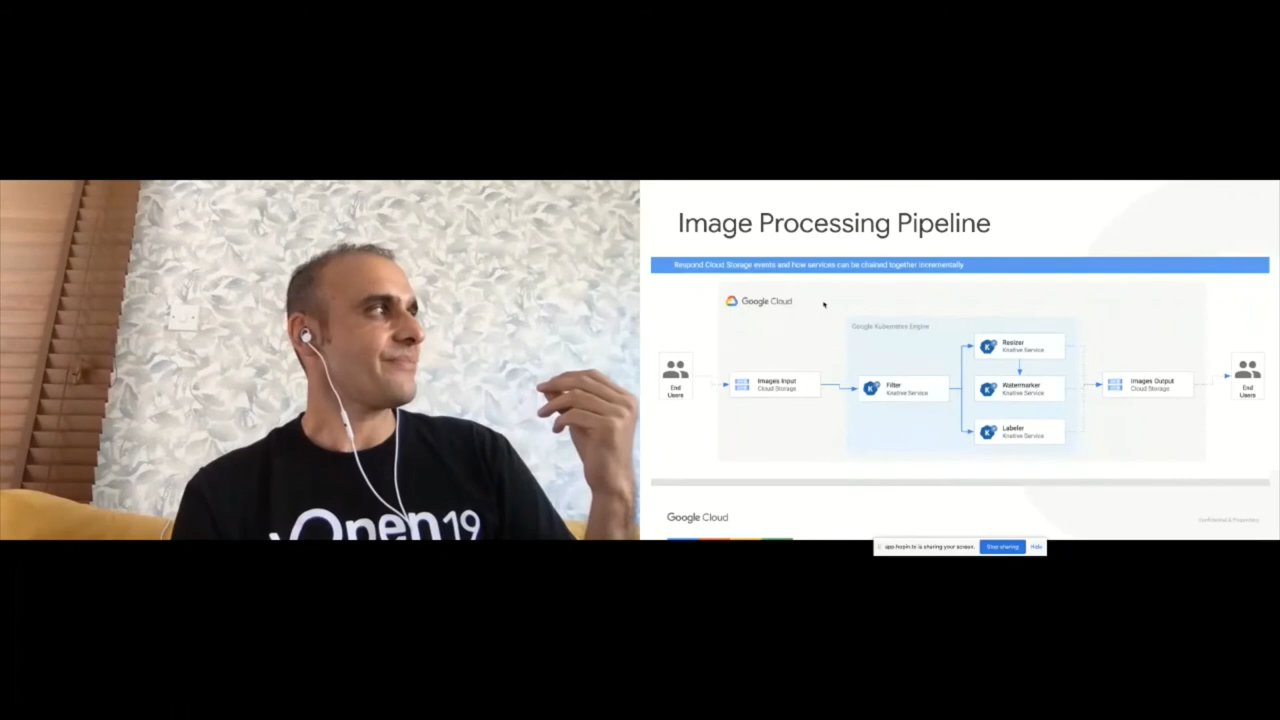 Open19
Image Processing Pipeline
Respond Cloud Storage events and how services can be chained together incrementally
Google Cloud
Google Kubernetes Engine
End
Users
Images Input
Cloud Storage
Filter
Knative Service
Resizer
Knative Service
Watermarker
Knative Service
Labeler
Knative Service
Images Output
Cloud Storage
End
Users
Google Cloud
Confidential & Proprietary
app.hopin.to is sharing your screen.
Stop sharing
Hide